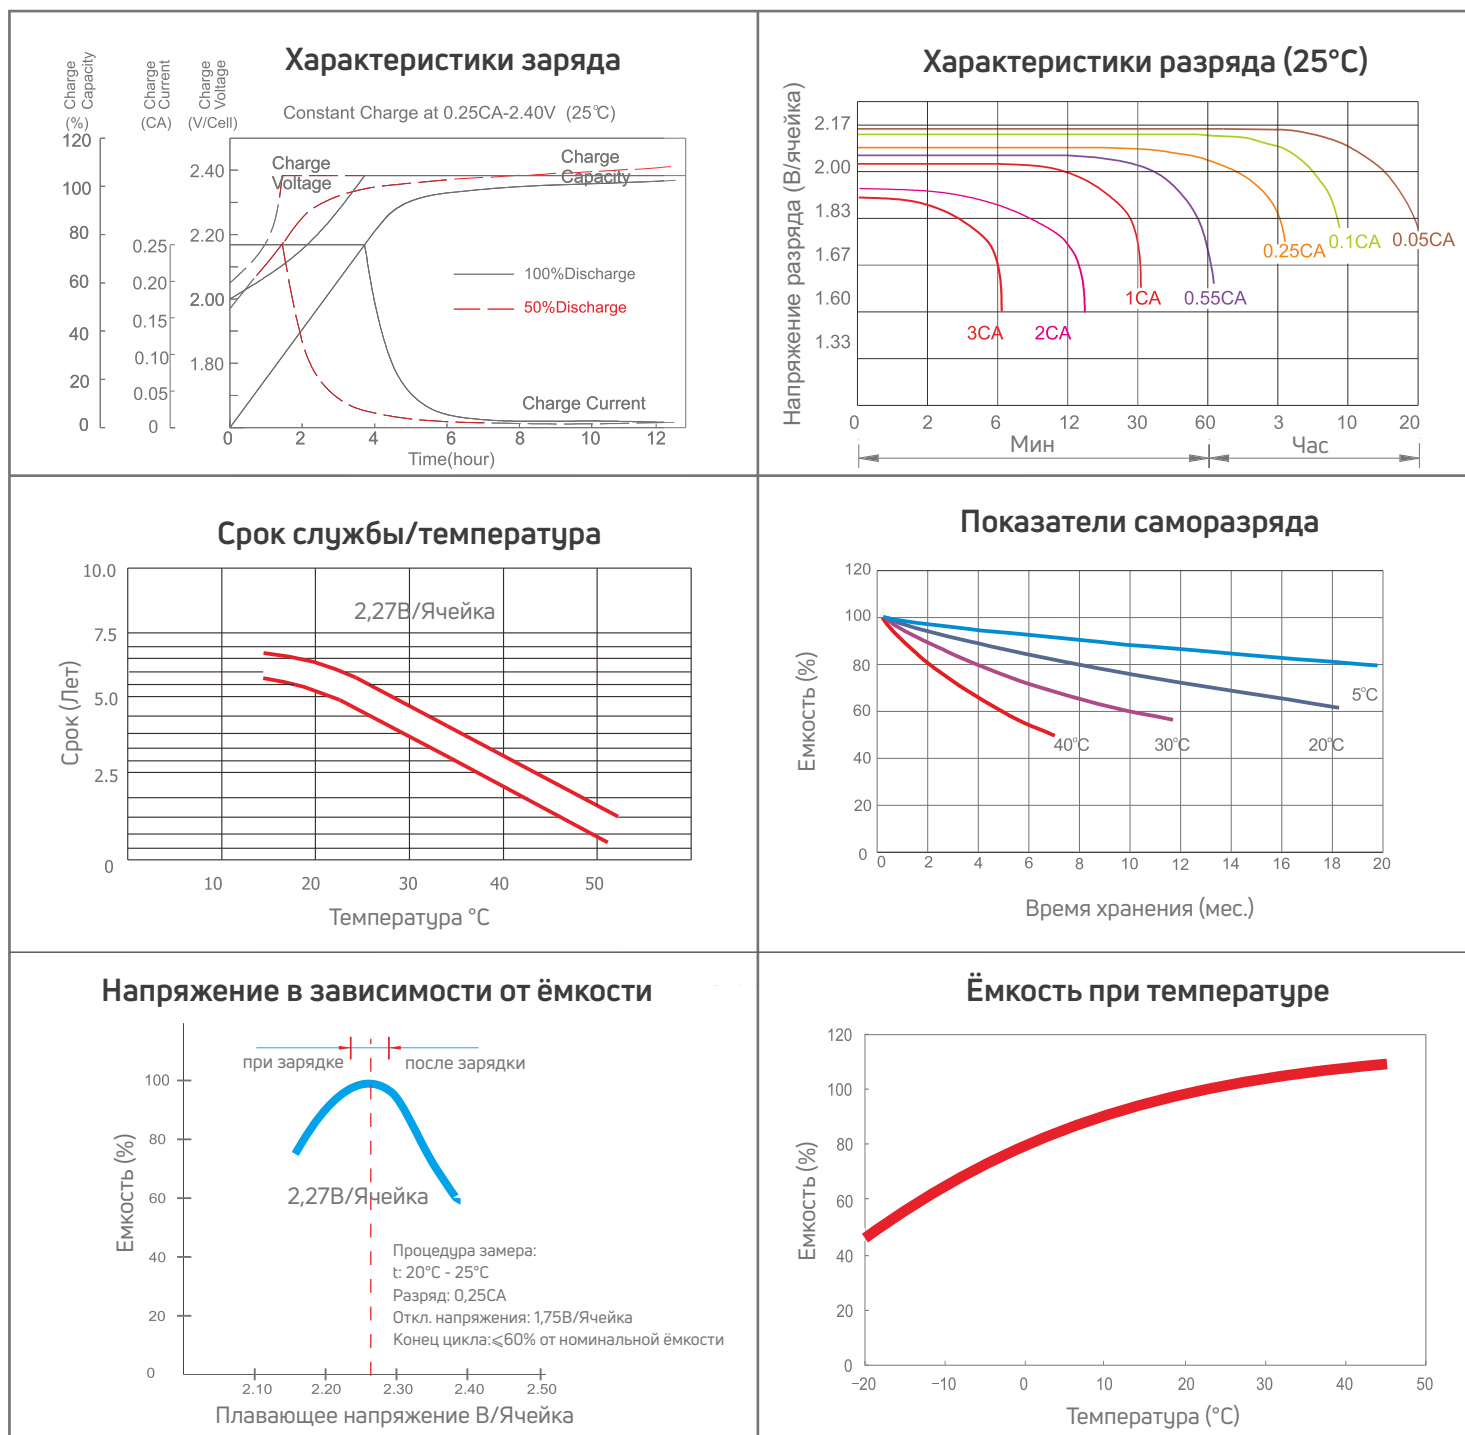 Характеристики заряда
Charge Capacity
(%)
Charge Current
(CA)
Charge Voltage
(V/Cell)
Constant Charge at 0.25CA-2.40V (25℃)
120
100
80
60
40
20
0
0.25
0.20
0.15
0.10
0.05
0
2.40
2.20
2.00
1.80
Charge
Voltage
Charge
Capacity
100%Discharge
50%Discharge
Charge Current
0 2 4 6 8 10 12
Time(hour)
Характеристики разряда (25°C)
Напряжение разряда (В/ячейка)
2.17
2.00
1.83
1.67
1.60
1.33
3CA
2CA
1CA
0.55CA
0.25CA
0.1CA
0.05CA
0 2 6 12 30 60 3 10 20
Мин Час
Срок службы/температура
2,27В/Ячейка
Срок (Лет)
10.0
7.5
5.0
2.5
0
10 20 30 40 50
Температура °C
Показатели саморазряда
Емкость (%)
120
100
80
60
40
20
0
5°C
40°C 30°C 20°C
0 2 4 6 8 10 12 14 16 18 20
Время хранения (мес.)
Напряжение в зависимости от ёмкости
при зарядке после зарядки
Емкость (%)
100
80
60
40
20
0
2,27В/Ячейка
Процедура замера:
t: 20°C - 25°C
Разряд: 0,25CA
Откл. напряжения: 1,75В/Ячейка
Конец цикла:⩽60% от номинальной ёмкости
2.10 2.20 2.30 2.40 2.50
Плавающее напряжение В/Ячейка
Ёмкость при температуре
Емкость (%)
120
100
80
60
40
20
0
−20 −10 0 10 20 30 40 50
Температура (°C)